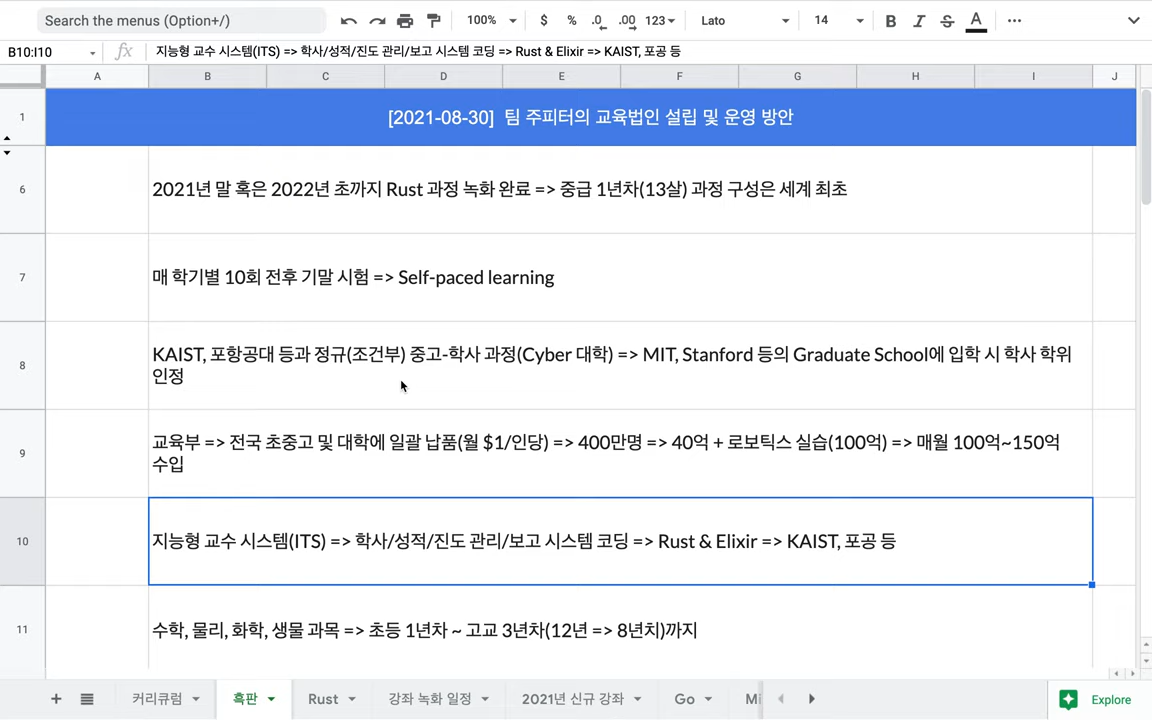 Search the menus (Option+/)
100%
$ % .0 .00 123
Lato
14
B I S A
B10:I10
fx
지능형 교수 시스템(ITS) => 학사/성적/진도 관리/보고 시스템 코딩 => Rust & Elixir => KAIST, 포공 등
A B C D E F G H I J
1
[2021-08-30] 팀 주피터의 교육법인 설립 및 운영 방안
6
2021년 말 혹은 2022년 초까지 Rust 과정 녹화 완료 => 중급 1년차(13살) 과정 구성은 세계 최초
7
매 학기별 10회 전후 기말 시험 => Self-paced learning
8
KAIST, 포항공대 등과 정규(조건부) 중고-학사 과정(Cyber 대학) => MIT, Stanford 등의 Graduate School에 입학 시 학사 학위
인정
9
교육부 => 전국 초중고 및 대학에 일괄 납품(월 $1/인당) => 400만명 => 40억 + 로보틱스 실습(100억) => 매월 100억~150억
수입
10
지능형 교수 시스템(ITS) => 학사/성적/진도 관리/보고 시스템 코딩 => Rust & Elixir => KAIST, 포공 등
11
수학, 물리, 화학, 생물 과목 => 초등 1년차 ~ 고교 3년차(12년 => 8년치)까지
커리큐럼
흑판
Rust
강좌 녹화 일정
2021년 신규 강좌
Go
Mi
Explore